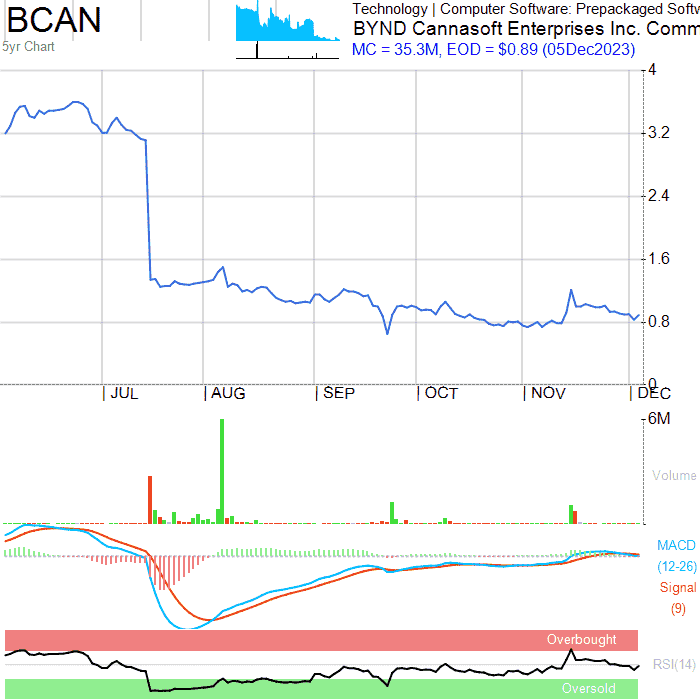 BCAN
5yr Chart
Technology | Computer Software: Prepackaged Softw
BYND Cannasoft Enterprises Inc. Comm
MC = 35.3M, EOD = $0.89 (05Dec2023)
4
3.2
2.4
1.6
0.8
0
JUL
AUG
SEP
OCT
NOV
DEC
6M
Volume
MACD
(12-26)
Signal
(9)
Overbought
RSI(14)
Oversold